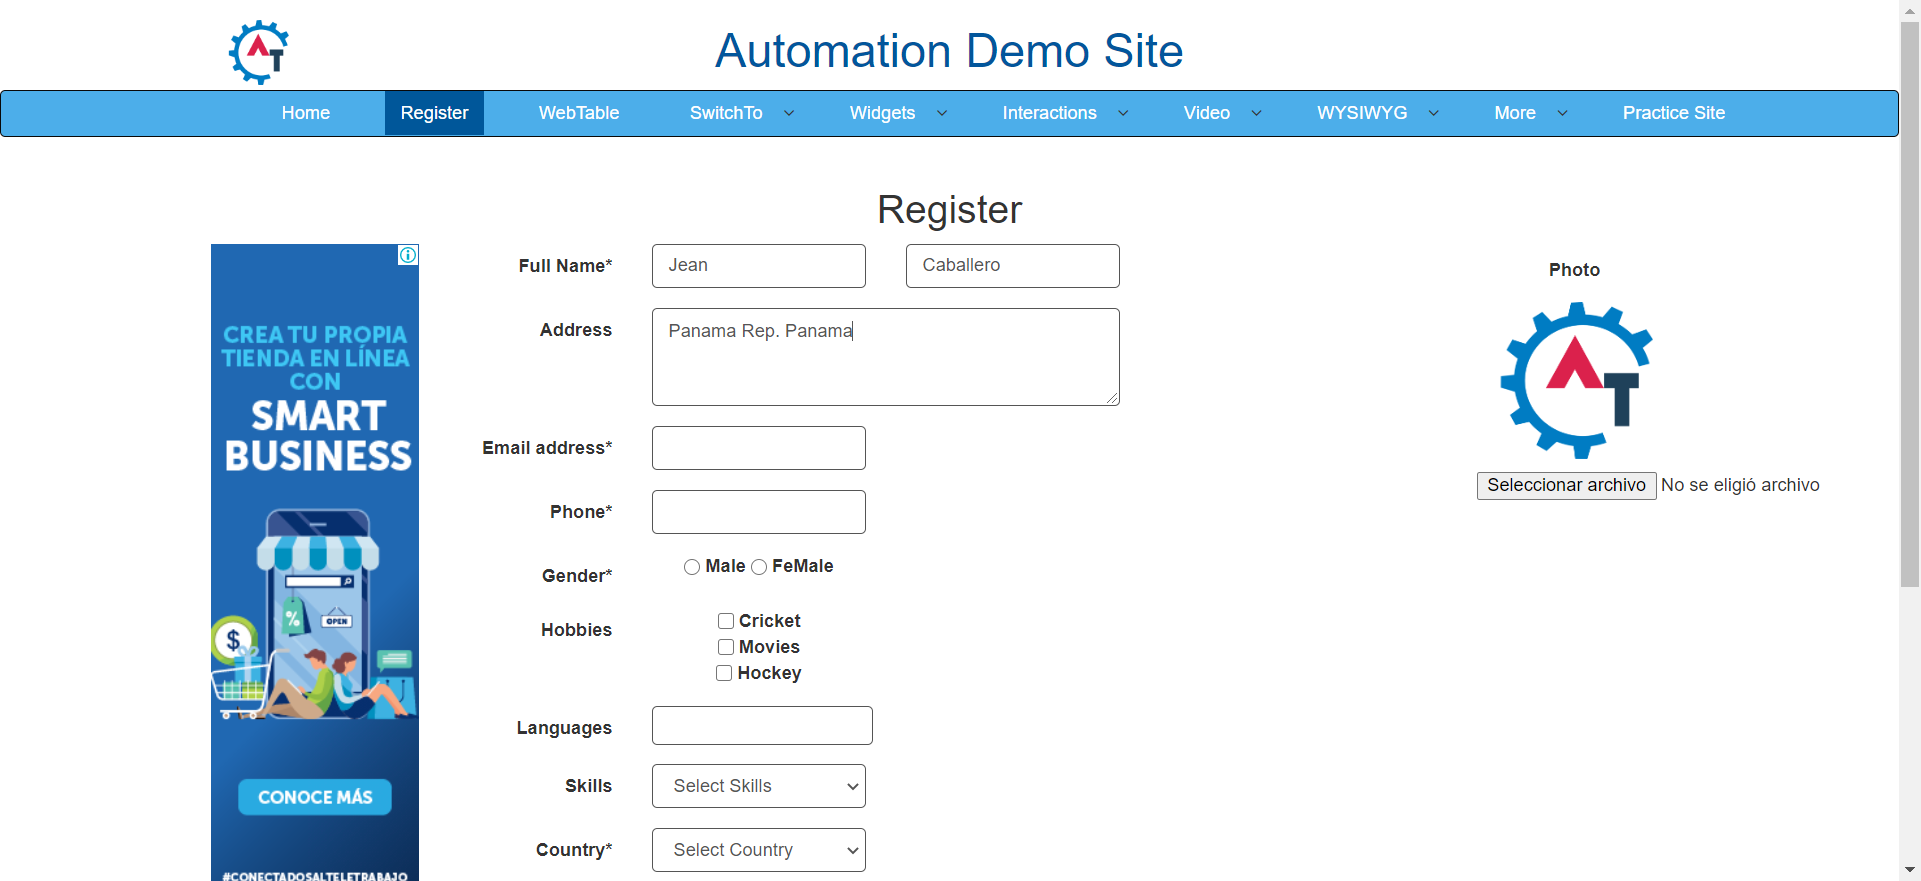 AT
Automation Demo Site
Home Register WebTable SwitchTo Widgets Interactions Video WYSIWYG More Practice Site
Register
CREA TU PROPIA
TIENDA EN LÍNEA
CON
SMART
BUSINESS
%
OPEN
$
CONOCE MÁS
#CONECTADOSALTELETRABAJO
Full Name* Jean Caballero
Address Panama Rep. Panama
Email address*
Phone*
Gender* Male FeMale
Hobbies Cricket
Movies
Hockey
Languages
Skills Select Skills
Country* Select Country
Photo
AT
Seleccionar archivo No se eligió archivo